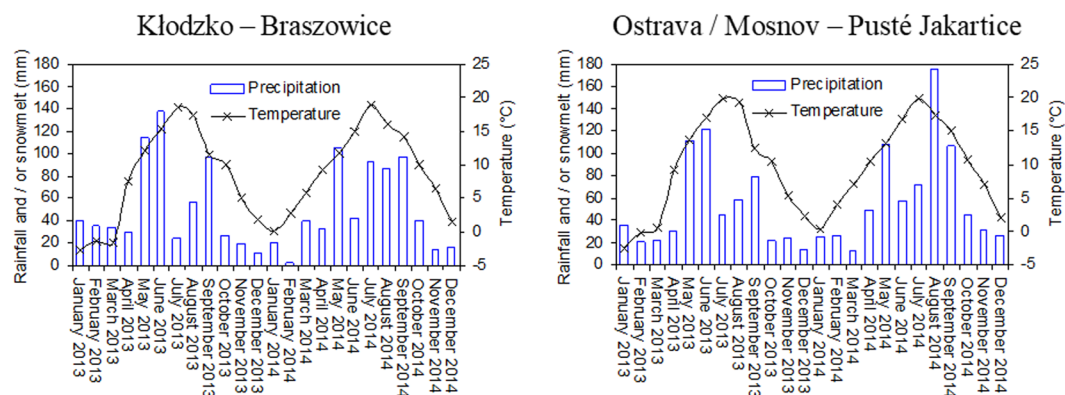 Kłodzko – Braszowice
Rainfall and / or snowmelt (mm)
180
160
140
120
100
80
60
40
20
0
Precipitation
Temperature
25
20
15
10
5
0
-5
Temperature (°C)
January 2013
February 2013
March 2013
April 2013
May 2013
June 2013
July 2013
August 2013
September 2013
October 2013
November 2013
December 2013
January 2014
February 2014
March 2014
April 2014
May 2014
June 2014
July 2014
August 2014
September 2014
October 2014
November 2014
December 2014
Ostrava / Mosnov – Pusté Jakartice
Rainfall and / or snowmelt (mm)
180
160
140
120
100
80
60
40
20
0
Precipitation
Temperature
25
20
15
10
5
0
-5
Temperature (°C)
January 2013
February 2013
March 2013
April 2013
May 2013
June 2013
July 2013
August 2013
September 2013
October 2013
November 2013
December 2013
January 2014
February 2014
March 2014
April 2014
May 2014
June 2014
July 2014
August 2014
September 2014
October 2014
November 2014
December 2014